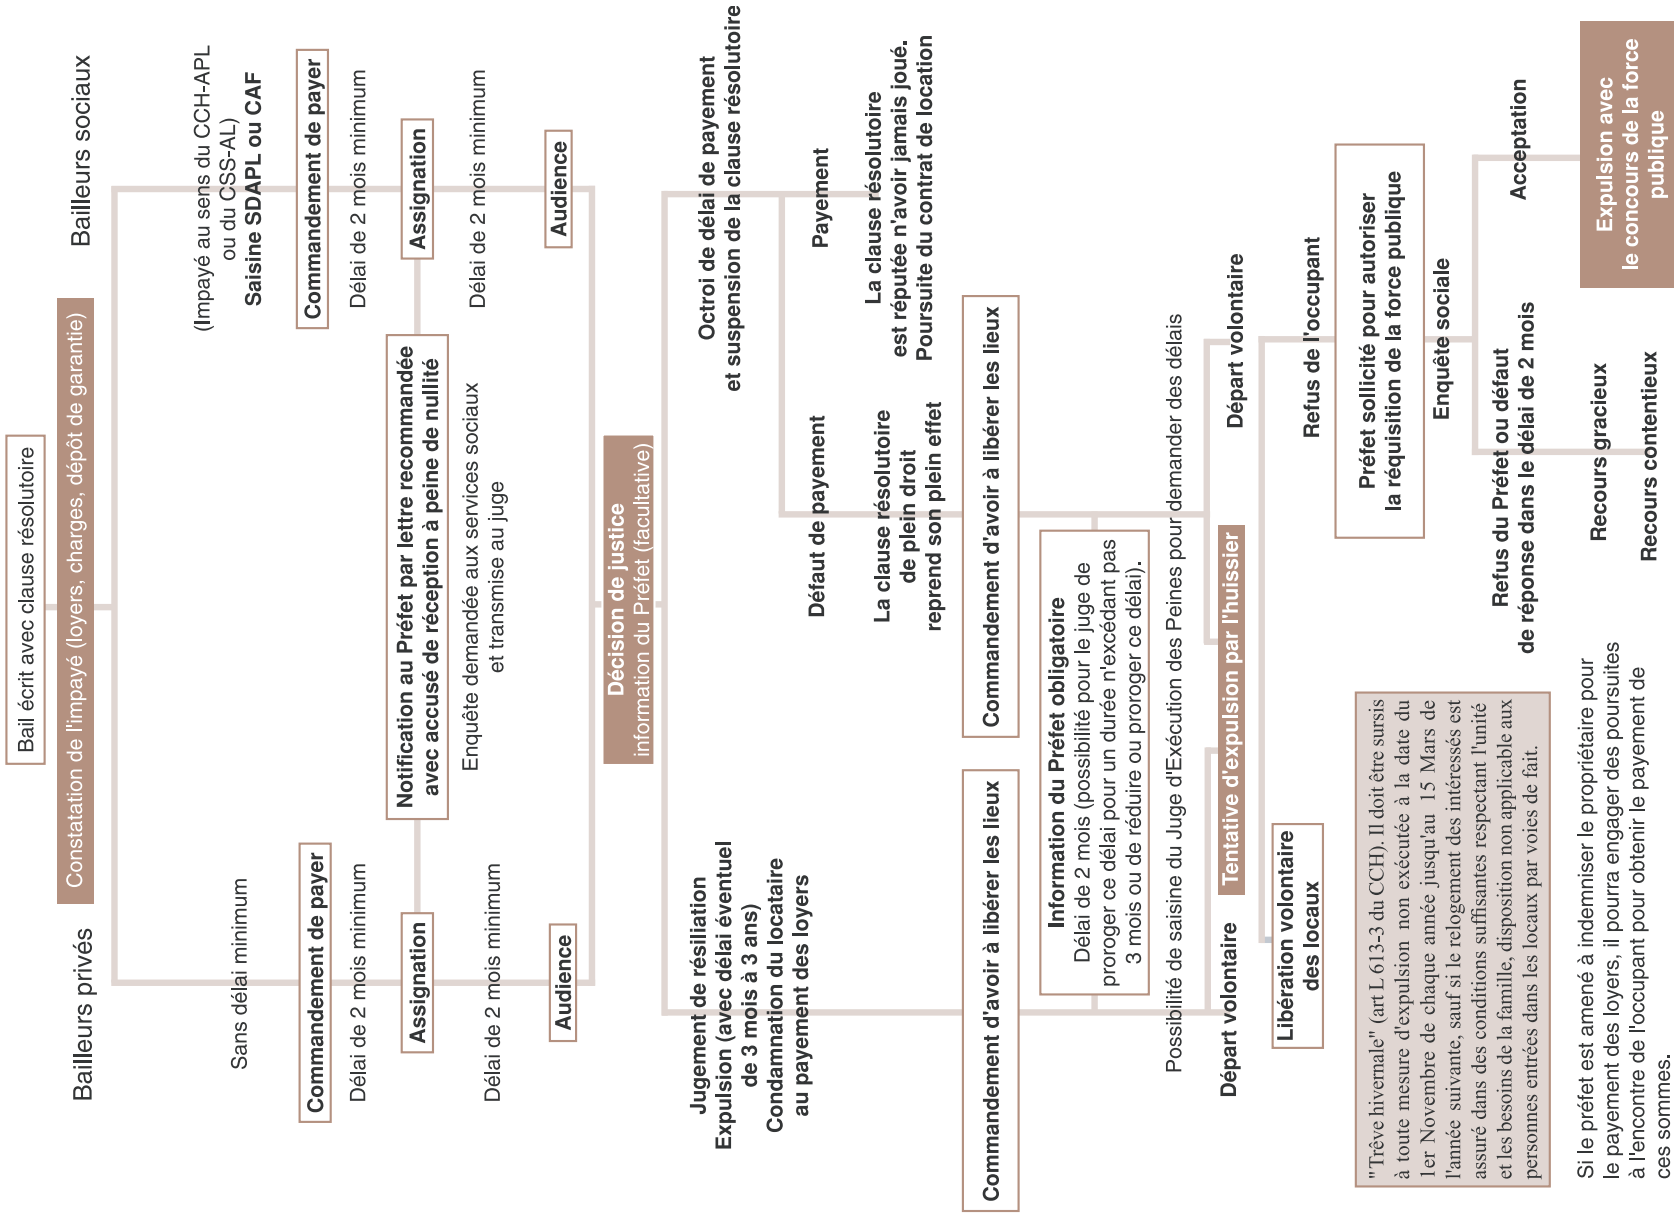 Bail écrit avec clause résolutoire
Constatation de l'impayé (loyers, charges, dépôt de garantie)
Bailleurs privés
Bailleurs sociaux
Sans délai minimum
(Impayé au sens du CCH-APL
ou du CSS-AL)
Saisine SDAPL ou CAF
Commandement de payer
Commandement de payer
Délai de 2 mois minimum
Délai de 2 mois minimum
Assignation
Notification au Préfet par lettre recommandée
avec accusé de réception à peine de nullité
Assignation
Enquête demandée aux services sociaux
et transmise au juge
Délai de 2 mois minimum
Délai de 2 mois minimum
Audience
Audience
Décision de justice
information du Préfet (facultative)
Jugement de résiliation
Expulsion (avec délai éventuel
de 3 mois à 3 ans)
Condamnation du locataire
au payement des loyers
Octroi de délai de payement
et suspension de la clause résolutoire
Défaut de payement
Payement
La clause résolutoire
de plein droit
reprend son plein effet
La clause résolutoire
est réputée n'avoir jamais joué.
Poursuite du contrat de location
Commandement d'avoir à libérer les lieux
Commandement d'avoir à libérer les lieux
Information du Préfet obligatoire
Délai de 2 mois (possibilité pour le juge de
proroger ce délai pour un durée n'excédant pas
3 mois ou de réduire ou proroger ce délai).
Possibilité de saisine du Juge d'Exécution des Peines pour demander des délais
Départ volontaire
Tentative d'expulsion par l'huissier
Départ volontaire
Libération volontaire
des locaux
Refus de l'occupant
Préfet sollicité pour autoriser
la réquisition de la force publique
Enquête sociale
Refus du Préfet ou défaut
de réponse dans le délai de 2 mois
Acceptation
Recours gracieux
Recours contentieux
Expulsion avec
le concours de la force
publique
"Trêve hivernale" (art L 613-3 du CCH). Il doit être sursis
à toute mesure d'expulsion non exécutée à la date du
1er Novembre de chaque année jusqu'au 15 Mars de
l'année suivante, sauf si le relogement des intéressés est
assuré dans des conditions suffisantes respectant l'unité
et les besoins de la famille, disposition non applicable aux
personnes entrées dans les locaux par voies de fait.
Si le préfet est amené à indemniser le propriétaire pour
le payement des loyers, il pourra engager des poursuites
à l'encontre de l'occupant pour obtenir le payement de
ces sommes.